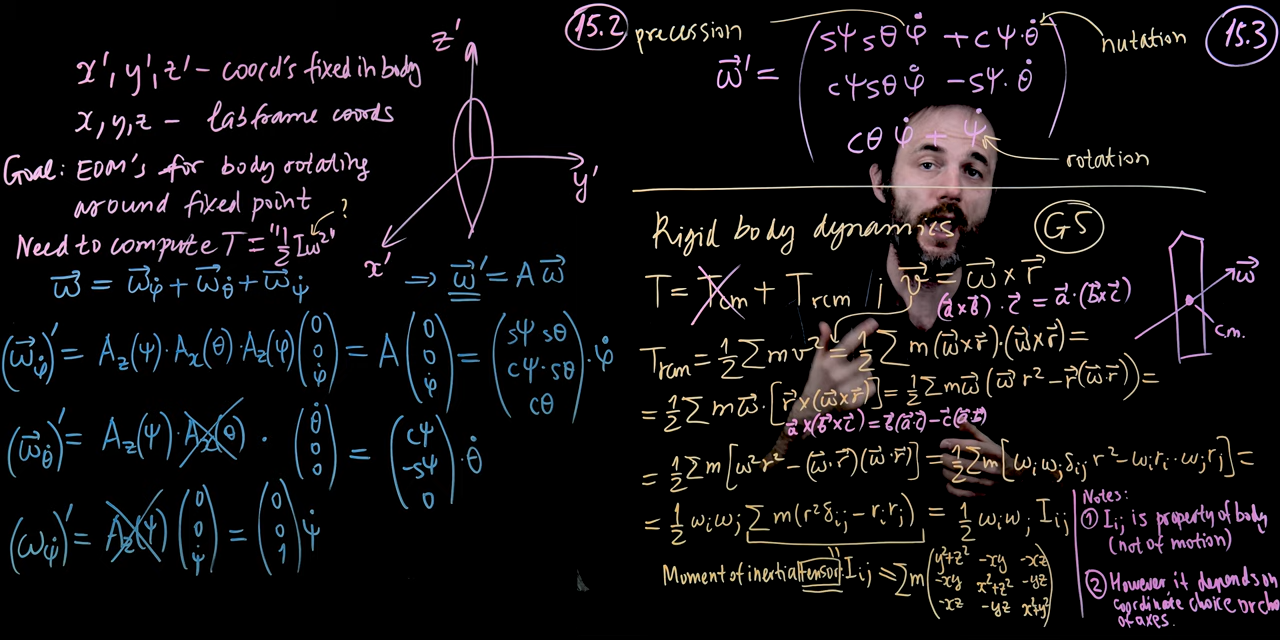 15.2
x', y', z' – coord's fixed in body
x, y, z – lab frame coords
Goal: EOM's for body rotating
around fixed point
Need to compute T = "½ Iω²" ?
z'
y'
x'
ω⃗ = ω⃗_φ̇ + ω⃗_θ̇ + ω⃗_ψ̇ ⇒ ω⃗' = A ω⃗
(ω⃗_φ̇)' = A_z(ψ)·A_x(θ)·A_z(φ) (0 0 φ̇) = A (0 0 φ̇) = (sψ sθ cψ·sθ cθ)·φ̇
(ω⃗_θ̇)' = A_z(ψ)·A_x(θ) · (θ̇ 0 0) = (cψ -sψ 0)·θ̇
(ω_ψ̇)' = A_z(ψ) (0 0 ψ̇) = (0 0 1) ψ̇
15.3
precession
nutation
rotation
ω⃗' = (sψ sθ φ̇ + cψ·θ̇
cψ sθ φ̇ - sψ·θ̇
cθ φ̇ + ψ̇)
Rigid body dynamics
G5
T = T_cm + T_rcm ; v⃗ = ω⃗ × r⃗
(a⃗×b⃗)·c⃗ = a⃗·(b⃗×c⃗)
ω⃗
c.m.
T_rcm = ½ Σ m v² = ½ Σ m(ω⃗×r⃗)·(ω⃗×r⃗) =
= ½ Σ m ω⃗·[r⃗×(ω⃗×r⃗)] = ½ Σ m ω⃗ (ω⃗ r² - r⃗(ω⃗·r⃗)) =
a⃗×(b⃗×c⃗) = b⃗(a⃗·c⃗) - c⃗(a⃗·b⃗)
= ½ Σ m [ω² r² - (ω⃗·r⃗)(ω⃗·r⃗)] = ½ Σ m [ω_i ω_j δ_ij r² - ω_i r_i·ω_j r_j] =
= ½ ω_i ω_j Σ m(r² δ_ij - r_i r_j) = ½ ω_i ω_j I_ij
Moment of inertia tensor: I_ij = Σ m (y²+z² -xy -xz
-xy x²+z² -yz
-xz -yz x²+y²)
Notes:
① I_ij is property of body
(not of motion)
② However it depends on
coordinate choice or
of axes.